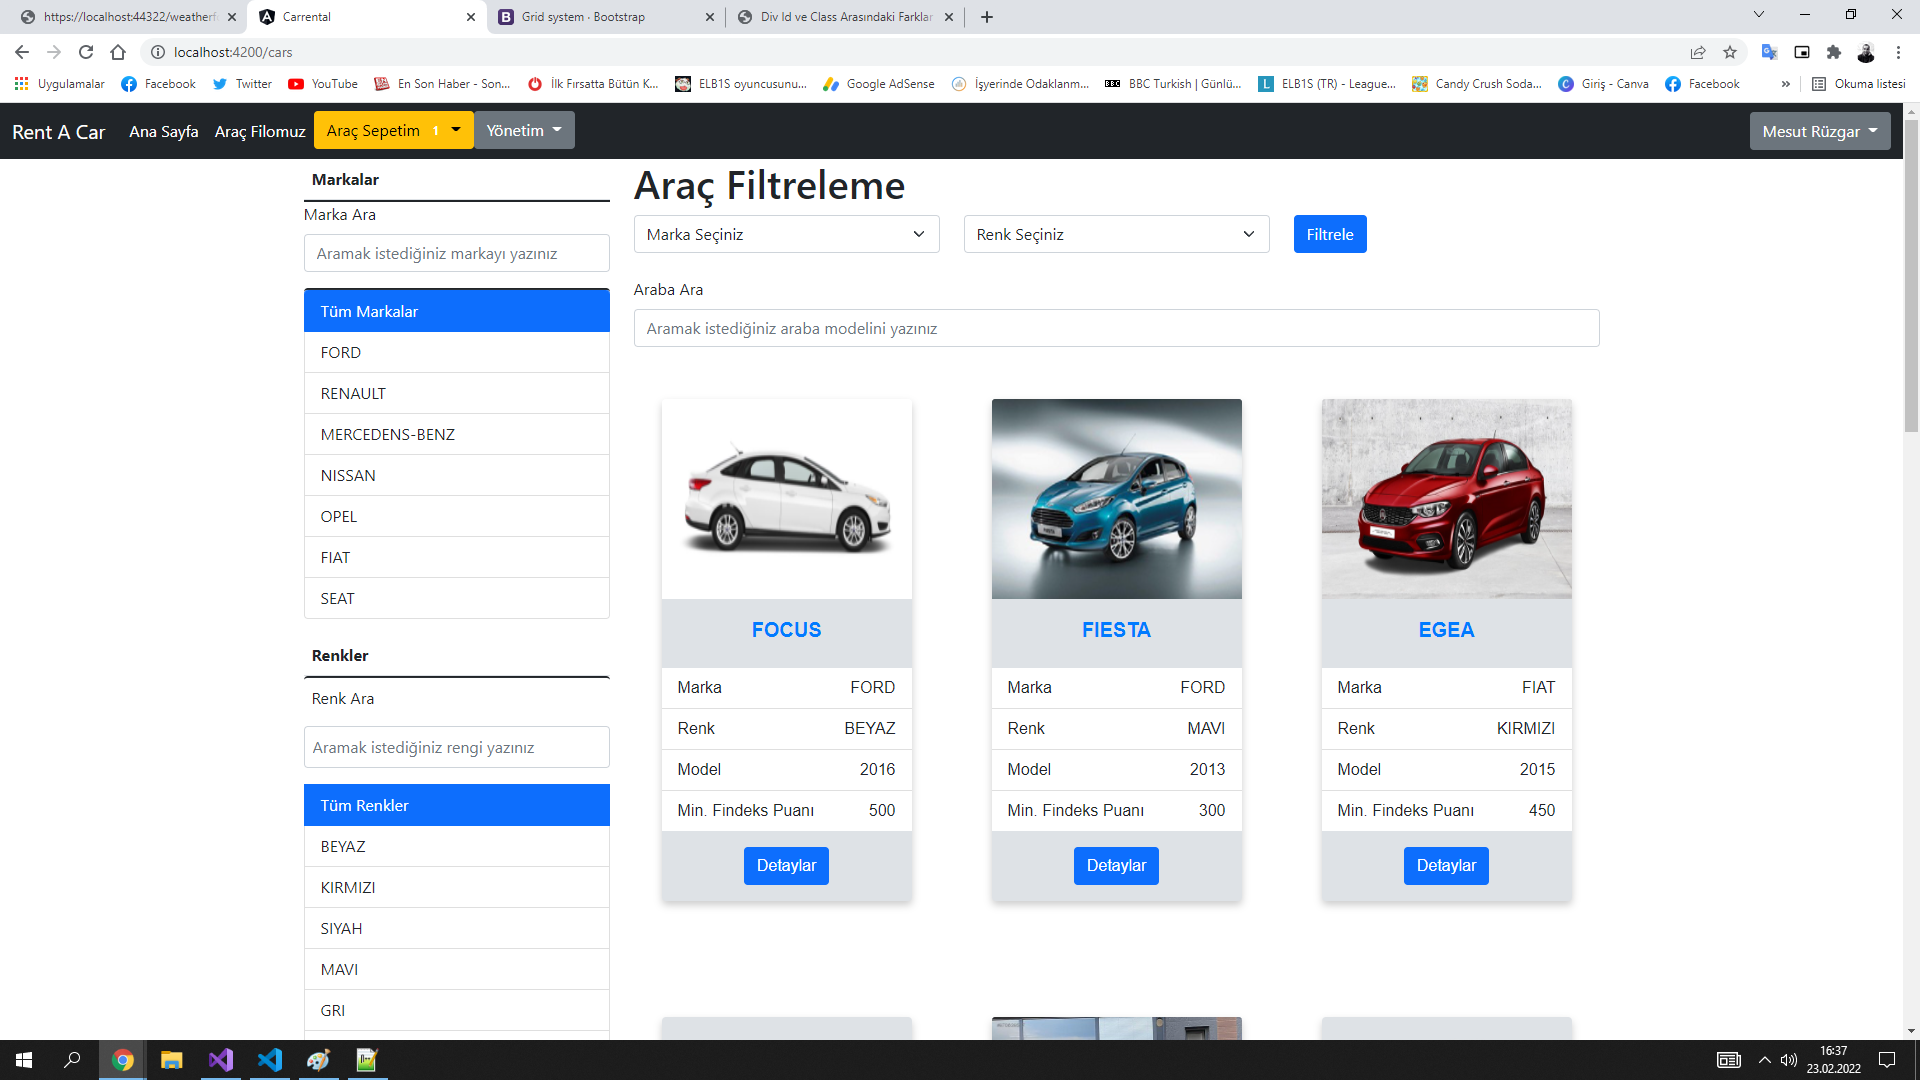 https://localhost:44322/weatherf
Carrental
Grid system · Bootstrap
Div Id ve Class Arasındaki Farklar
localhost:4200/cars
Uygulamalar
Facebook
Twitter
YouTube
En Son Haber - Son...
İlk Fırsatta Bütün K...
ELB1S oyuncusunu...
Google AdSense
İşyerinde Odaklanm...
BBC Turkish | Günlü...
ELB1S (TR) - League...
Candy Crush Soda...
Giriş - Canva
Facebook
»
Okuma listesi
Rent A Car
Ana Sayfa
Araç Filomuz
Araç Sepetim 1
Yönetim
Mesut Rüzgar
Markalar
Marka Ara
Aramak istediğiniz markayı yazınız
Tüm Markalar
FORD
RENAULT
MERCEDENS-BENZ
NISSAN
OPEL
FIAT
SEAT
Renkler
Renk Ara
Aramak istediğiniz rengi yazınız
Tüm Renkler
BEYAZ
KIRMIZI
SIYAH
MAVI
GRI
Araç Filtreleme
Marka Seçiniz
Renk Seçiniz
Filtrele
Araba Ara
Aramak istediğiniz araba modelini yazınız
FOCUS
Marka FORD
Renk BEYAZ
Model 2016
Min. Findeks Puanı 500
Detaylar
FIESTA
Marka FORD
Renk MAVI
Model 2013
Min. Findeks Puanı 300
Detaylar
EGEA
Marka FIAT
Renk KIRMIZI
Model 2015
Min. Findeks Puanı 450
Detaylar
16:37
23.02.2022